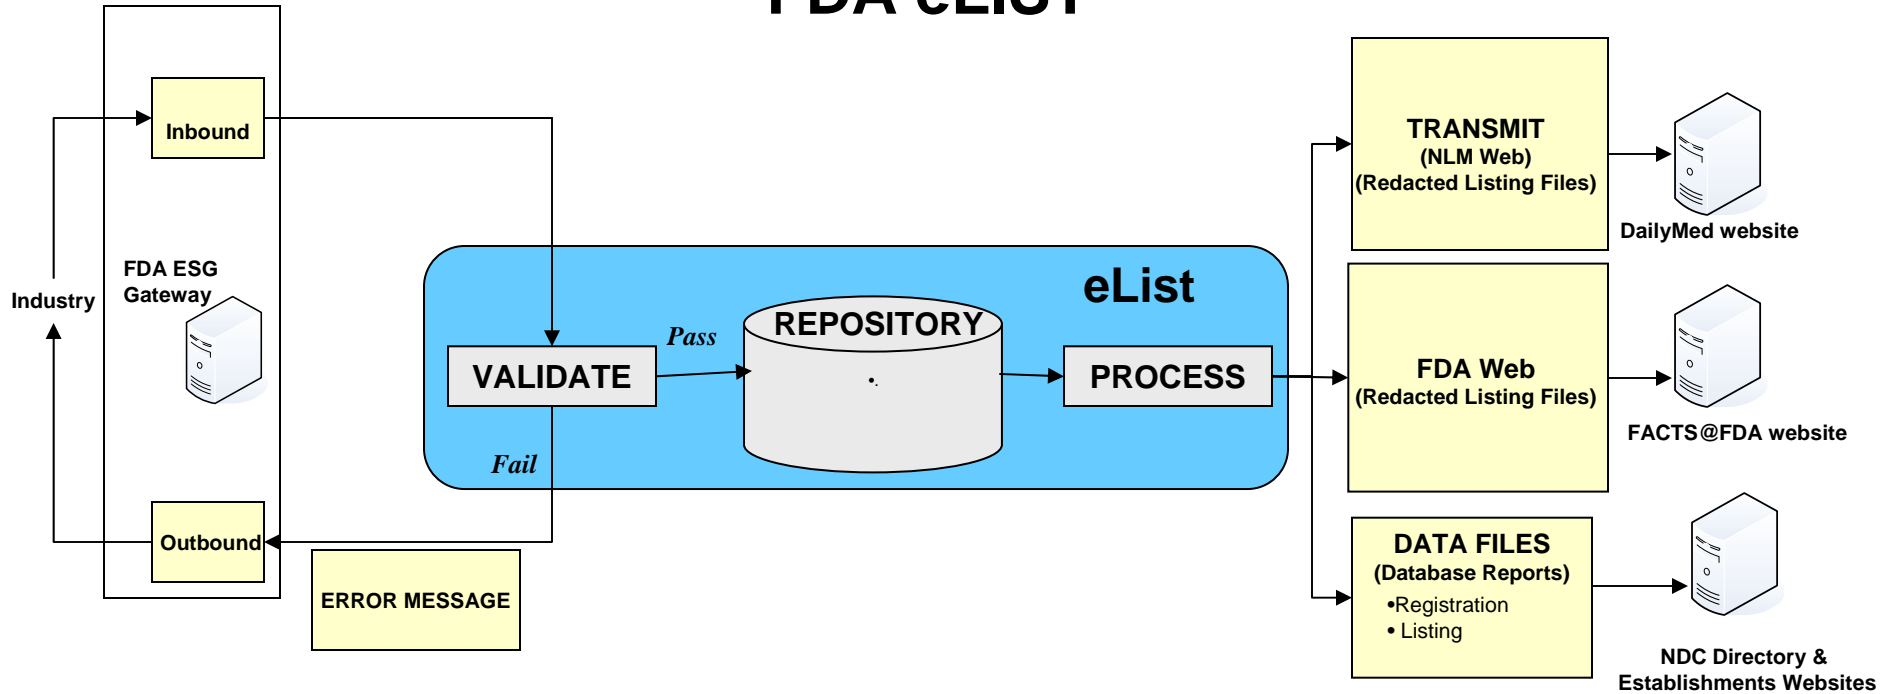 FDA eLIST
Inbound
FDA ESG
Gateway
Industry
Outbound
ERROR MESSAGE
eList
VALIDATE
Pass
Fail
REPOSITORY
•.
PROCESS
TRANSMIT
(NLM Web)
(Redacted Listing Files)
DailyMed website
FDA Web
(Redacted Listing Files)
FACTS@FDA website
DATA FILES
(Database Reports)
•Registration
• Listing
NDC Directory &
Establishments Websites